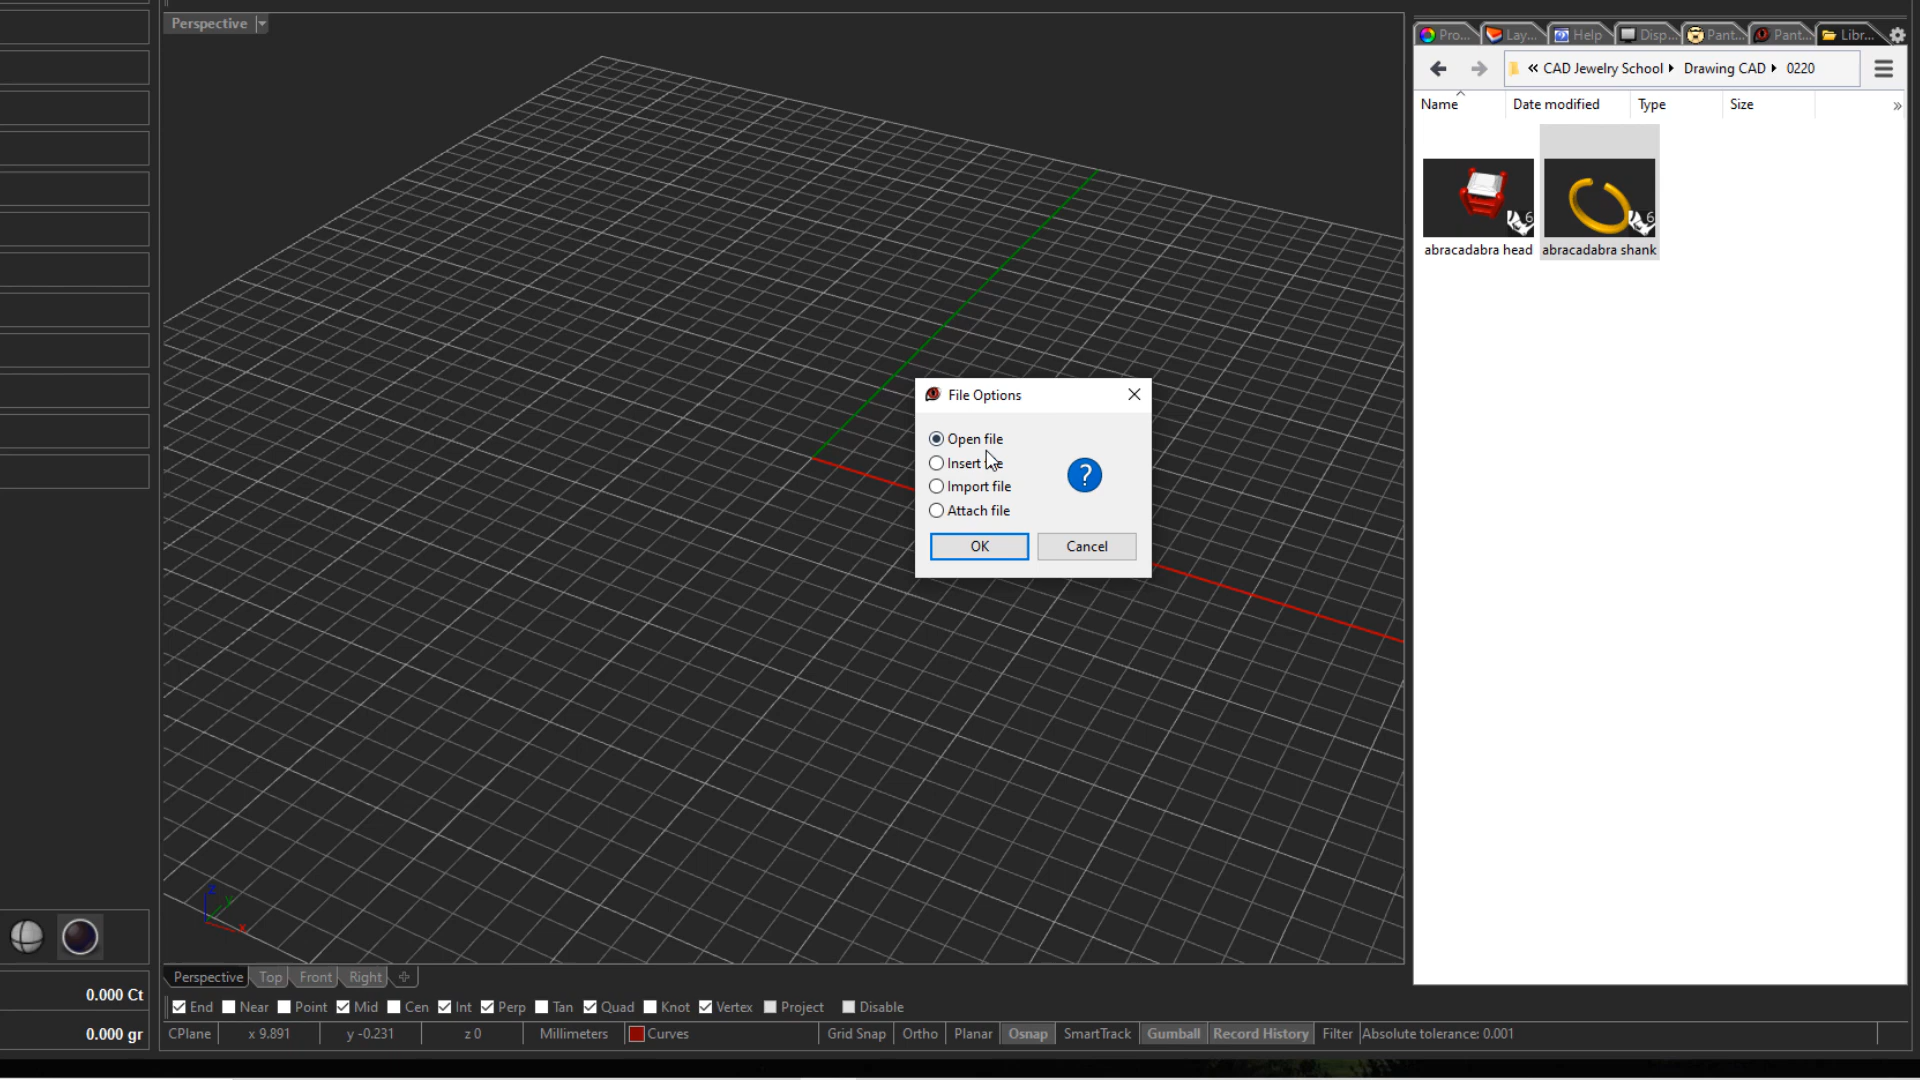 Perspective
Pro...
Lay...
Help
Disp...
Pant...
Pant...
Libr...
« CAD Jewelry School
Drawing CAD
0220
Name
Date modified
Type
Size
»
6
6
abracadabra head
abracadabra shank
File Options
Open file
Insert file
Import file
Attach file
?
OK
Cancel
z
y
x
Perspective
Top
Front
Right
End
Near
Point
Mid
Cen
Int
Perp
Tan
Quad
Knot
Vertex
Project
Disable
0.000 Ct
0.000 gr
CPlane
x 9.891
y -0.231
z 0
Millimeters
Curves
Grid Snap
Ortho
Planar
Osnap
SmartTrack
Gumball
Record History
Filter
Absolute tolerance: 0.001